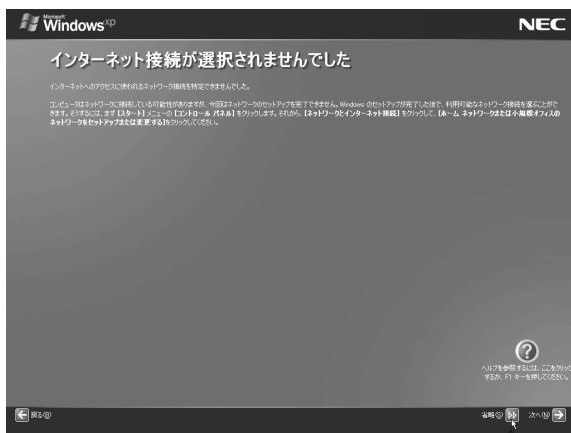 Microsoft
Windows xp
NEC
インターネット接続が選択されませんでした
インターネットへのアクセスに使われるネットワーク接続を特定できませんでした。
コンピュータはネットワークに接続している可能性がありますが、今回はネットワークのセットアップを完了できません。Windows のセットアップが完了した後で、利用可能なネットワーク接続を選ぶことがで
きます。そうするには、まず [スタート] メニューの [コントロール パネル] をクリックします。それから、[ネットワークとインターネット接続] をクリックして、[ホーム ネットワークまたは小規模オフィスの
ネットワークをセットアップまたは変更する]をクリックしてください。
ヘルプを参照するには、ここをクリック
するか、F1 キーを押してください。
戻る(B)
省略(S)
次へ(N)